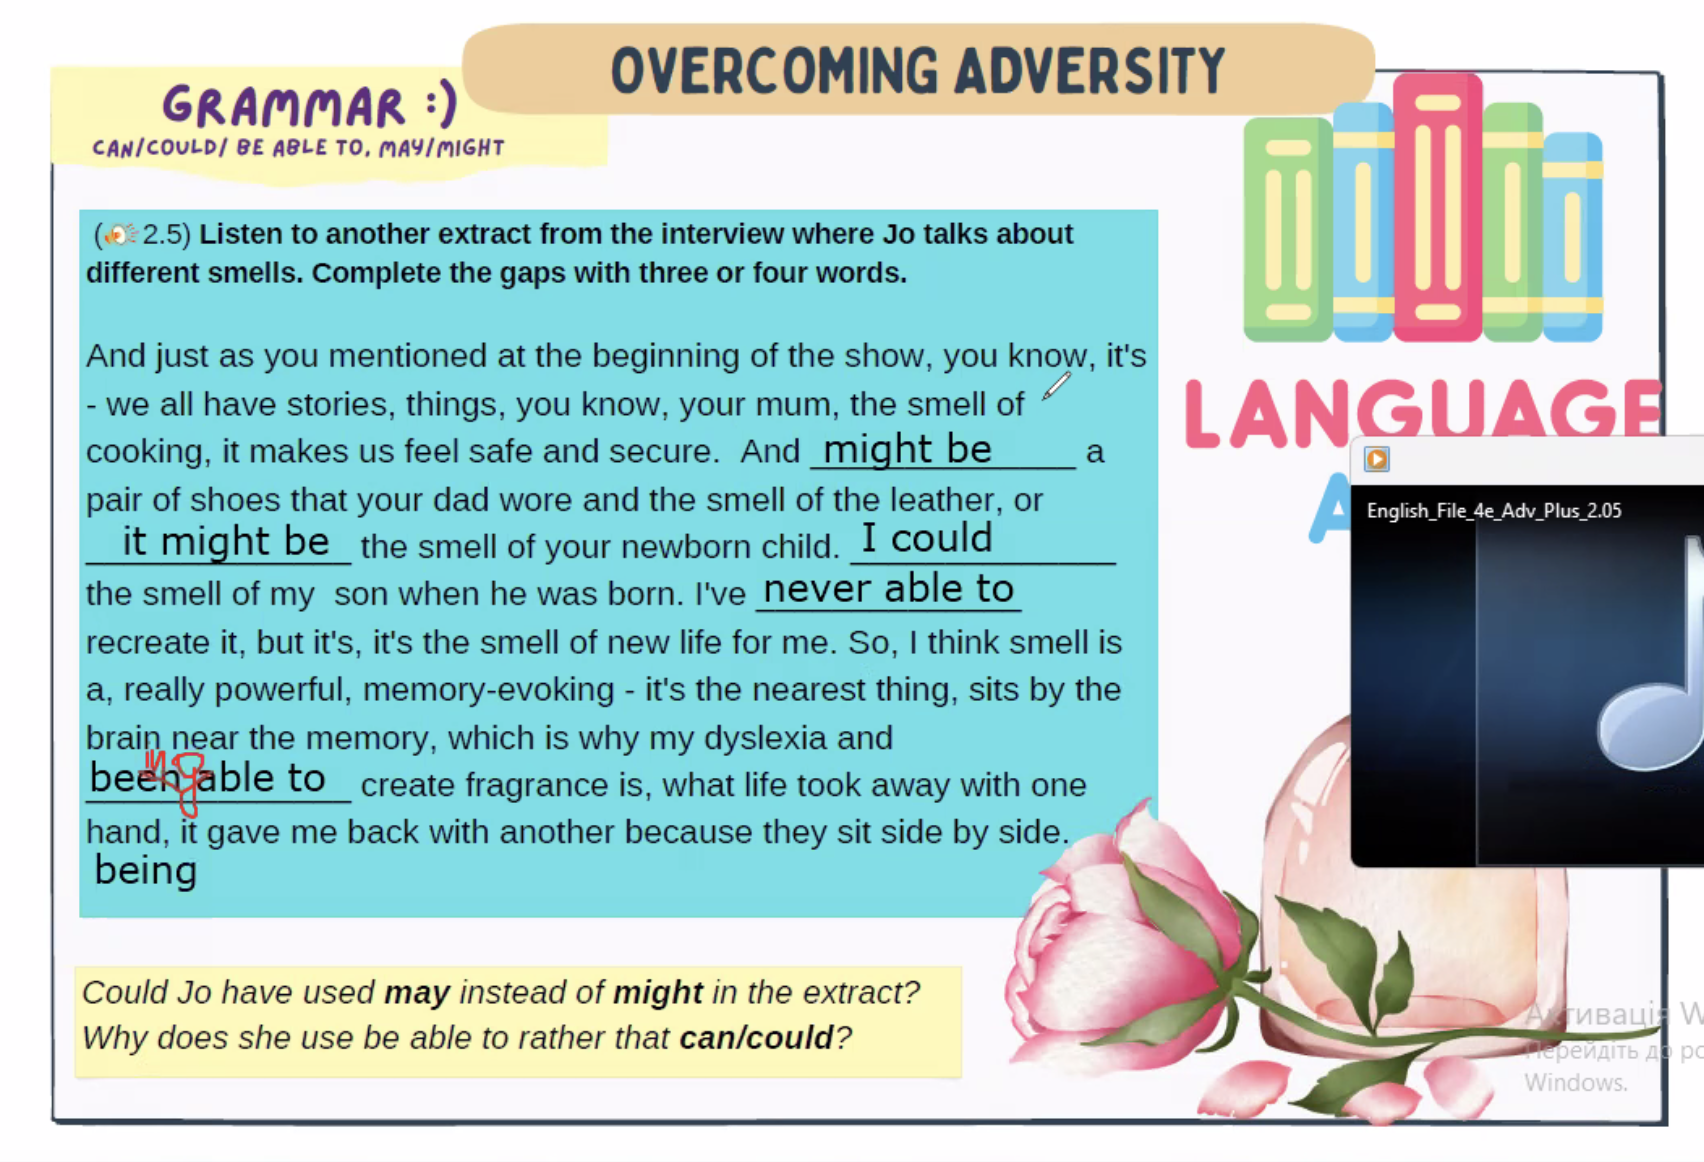 OVERCOMING ADVERSITY
GRAMMAR :)
CAN/COULD/ BE ABLE TO, MAY/MIGHT
(2.5) Listen to another extract from the interview where Jo talks about
different smells. Complete the gaps with three or four words.
And just as you mentioned at the beginning of the show, you know, it's
- we all have stories, things, you know, your mum, the smell of
cooking, it makes us feel safe and secure. And might be a
pair of shoes that your dad wore and the smell of the leather, or
it might be the smell of your newborn child. I could
the smell of my son when he was born. I've never able to
recreate it, but it's, it's the smell of new life for me. So, I think smell is
a, really powerful, memory-evoking - it's the nearest thing, sits by the
brain near the memory, which is why my dyslexia and
been able to create fragrance is, what life took away with one
hand, it gave me back with another because they sit side by side.
being
Could Jo have used may instead of might in the extract?
Why does she use be able to rather that can/could?
LANGUAGE
A
English_File_4e_Adv_Plus_2.05
Активація W
Перейдіть до ро
Windows.